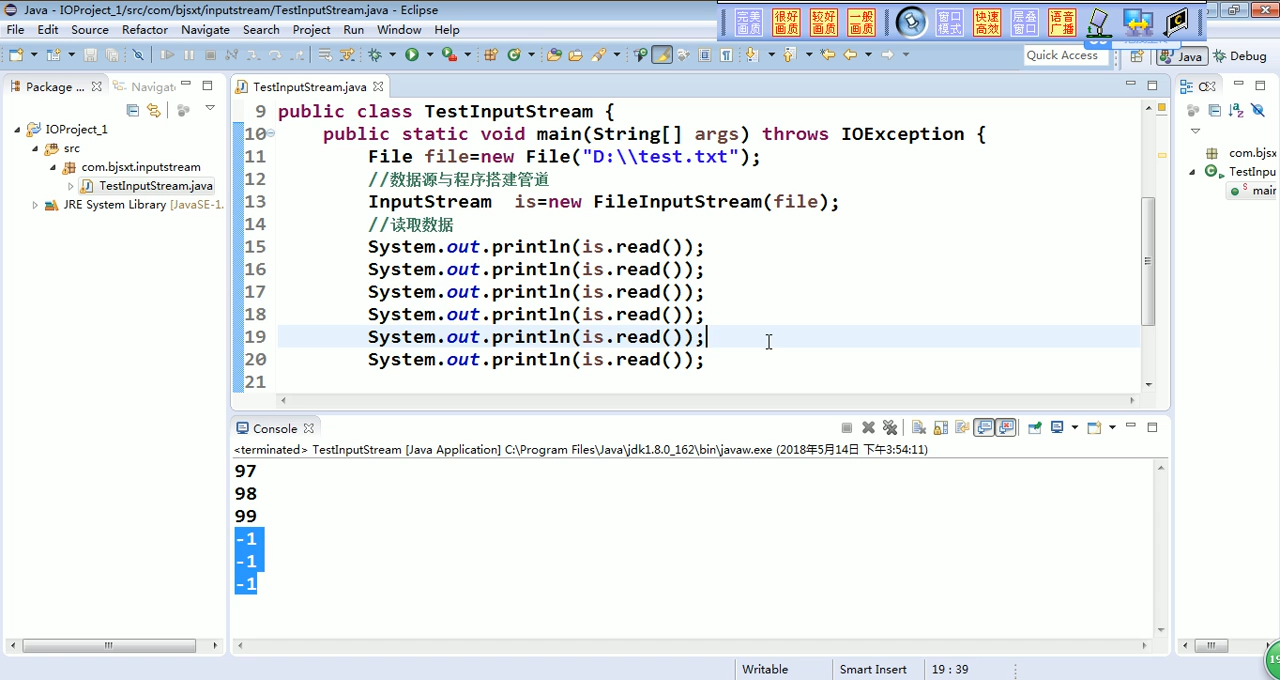 Java - IOProject_1/src/com/bjsxt/inputstream/TestInputStream.java - Eclipse
完美画质 很好画质 较好画质 一般画质 窗口模式 快速高效 层叠窗口 语音广播
File Edit Source Refactor Navigate Search Project Run Window Help
Quick Access Java Debug
Package ... Navigat
TestInputStream.java
IOProject_1
src
com.bjsxt.inputstream
TestInputStream.java
JRE System Library [JavaSE-1.
9 public class TestInputStream {
10 public static void main(String[] args) throws IOException {
11 File file=new File("D:\\test.txt");
12 //数据源与程序搭建管道
13 InputStream is=new FileInputStream(file);
14 //读取数据
15 System.out.println(is.read());
16 System.out.println(is.read());
17 System.out.println(is.read());
18 System.out.println(is.read());
19 System.out.println(is.read());
20 System.out.println(is.read());
21
com.bjsx
TestInpu
main
Console
<terminated> TestInputStream [Java Application] C:\Program Files\Java\jdk1.8.0_162\bin\javaw.exe (2018年5月14日 下午3:54:11)
97
98
99
-1
-1
-1
Writable Smart Insert 19 : 39